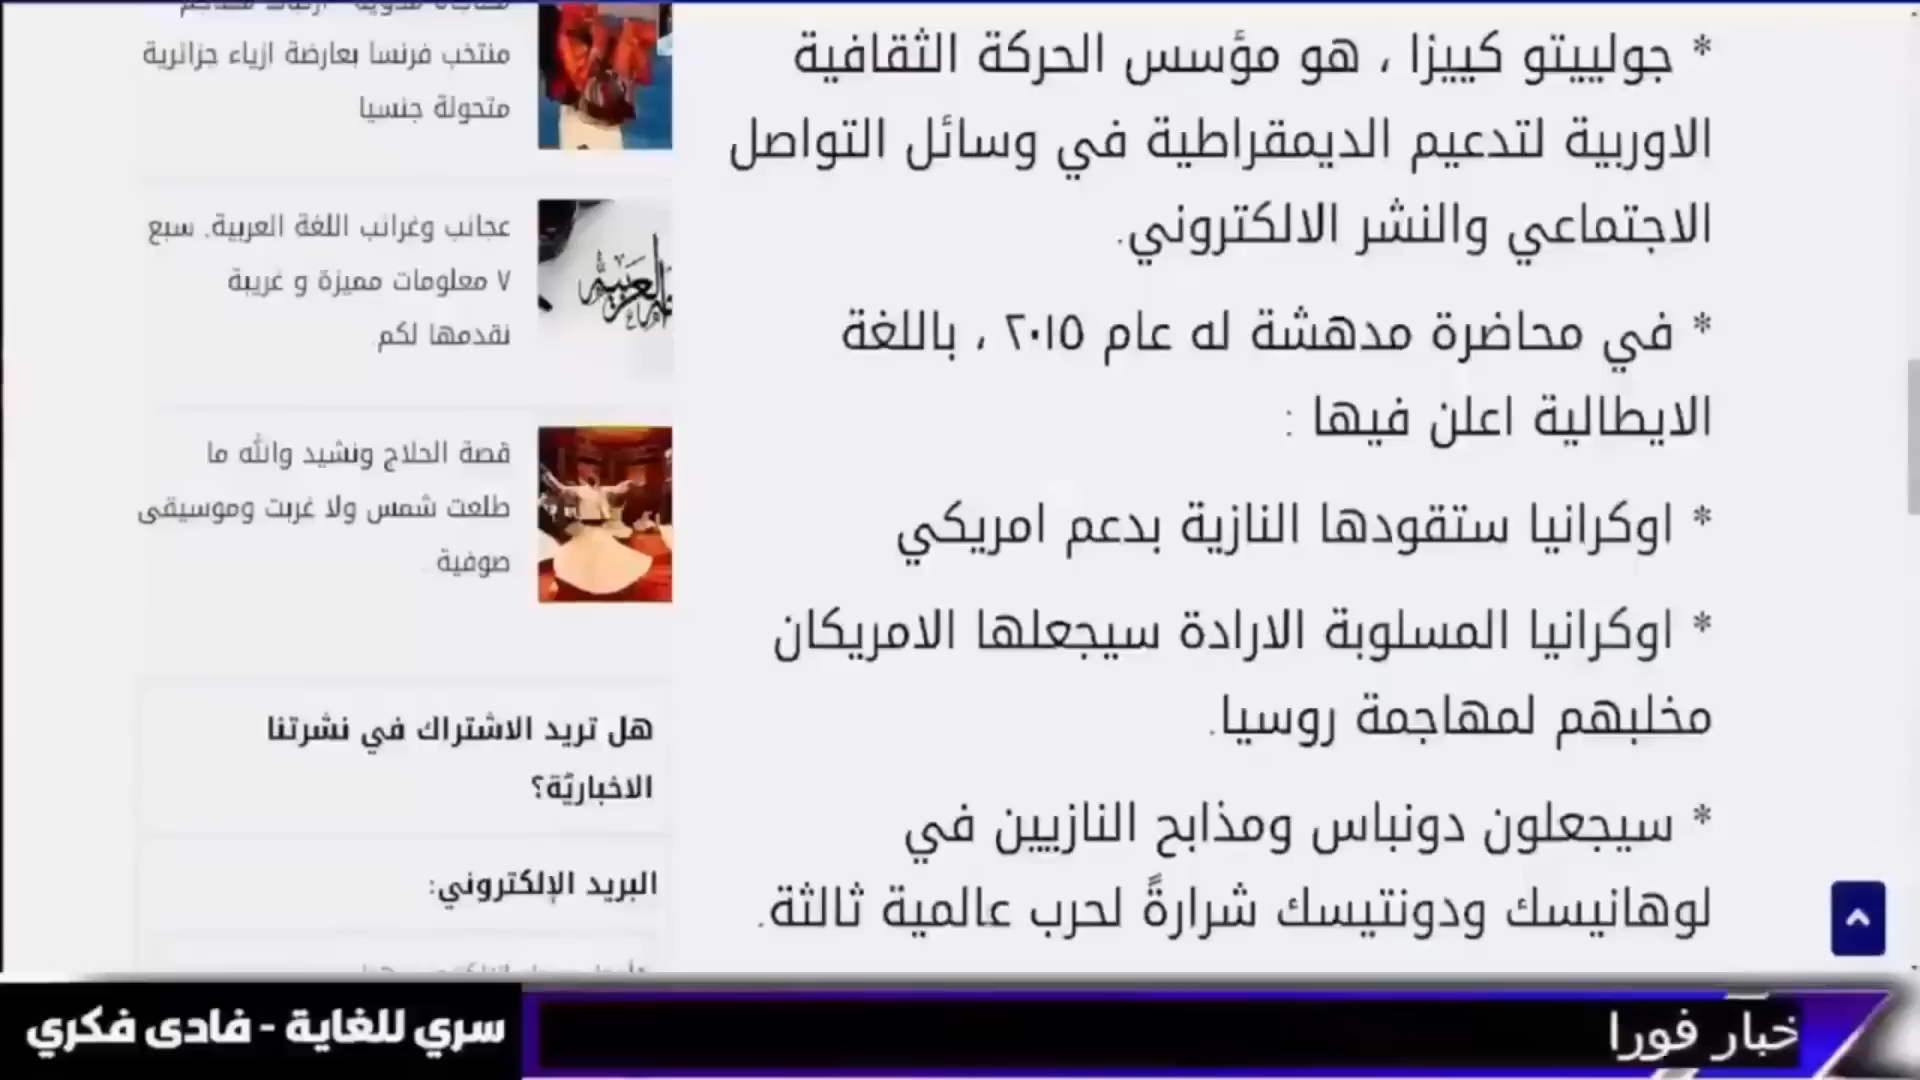 * جولييتو كييزا ، هو مؤسس الحركة الثقافية
الاوربية لتدعيم الديمقراطية في وسائل التواصل
الاجتماعي والنشر الالكتروني.
* في محاضرة مدهشة له عام ٢٠١٥ ، باللغة
الايطالية اعلن فيها :
* اوكرانيا ستقودها النازية بدعم امريكي
* اوكرانيا المسلوبة الارادة سيجعلها الامريكان
مخلبهم لمهاجمة روسيا.
* سيجعلون دونباس ومذابح النازيين في
لوهانيسك ودونتيسك شرارةً لحرب عالمية ثالثة.
منتخب فرنسا بعارضة ازياء جزائرية
متحولة جنسيا
عجائب وغرائب اللغة العربية. سبع
٧ معلومات مميزة و غريبة
نقدمها لكم
العربية
قصة الحلاج ونشيد والله ما
طلعت شمس ولا غربت وموسيقى
صوفية
هل تريد الاشتراك في نشرتنا
الاخباريّة؟
البريد الإلكتروني:
خبار فورا
سري للغاية - فادى فكري